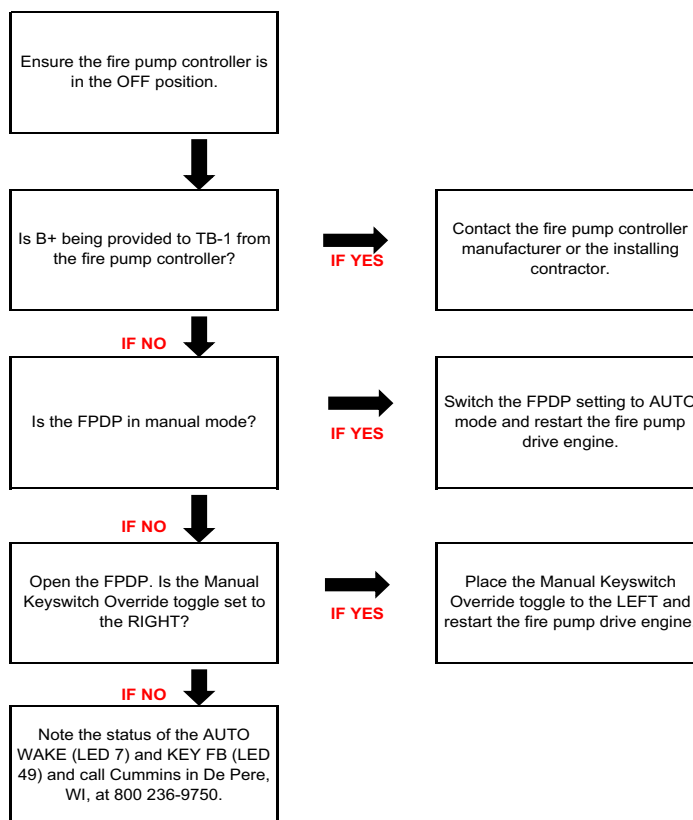 Ensure the fire pump controller is
in the OFF position.
Is B+ being provided to TB-1 from
the fire pump controller?
IF YES
Contact the fire pump controller
manufacturer or the installing
contractor.
IF NO
Is the FPDP in manual mode?
IF YES
Switch the FPDP setting to AUTO
mode and restart the fire pump
drive engine.
IF NO
Open the FPDP. Is the Manual
Keyswitch Override toggle set to
the RIGHT?
IF YES
Place the Manual Keyswitch
Override toggle to the LEFT and
restart the fire pump drive engine
IF NO
Note the status of the AUTO
WAKE (LED 7) and KEY FB (LED
49) and call Cummins in De Pere,
WI, at 800 236-9750.